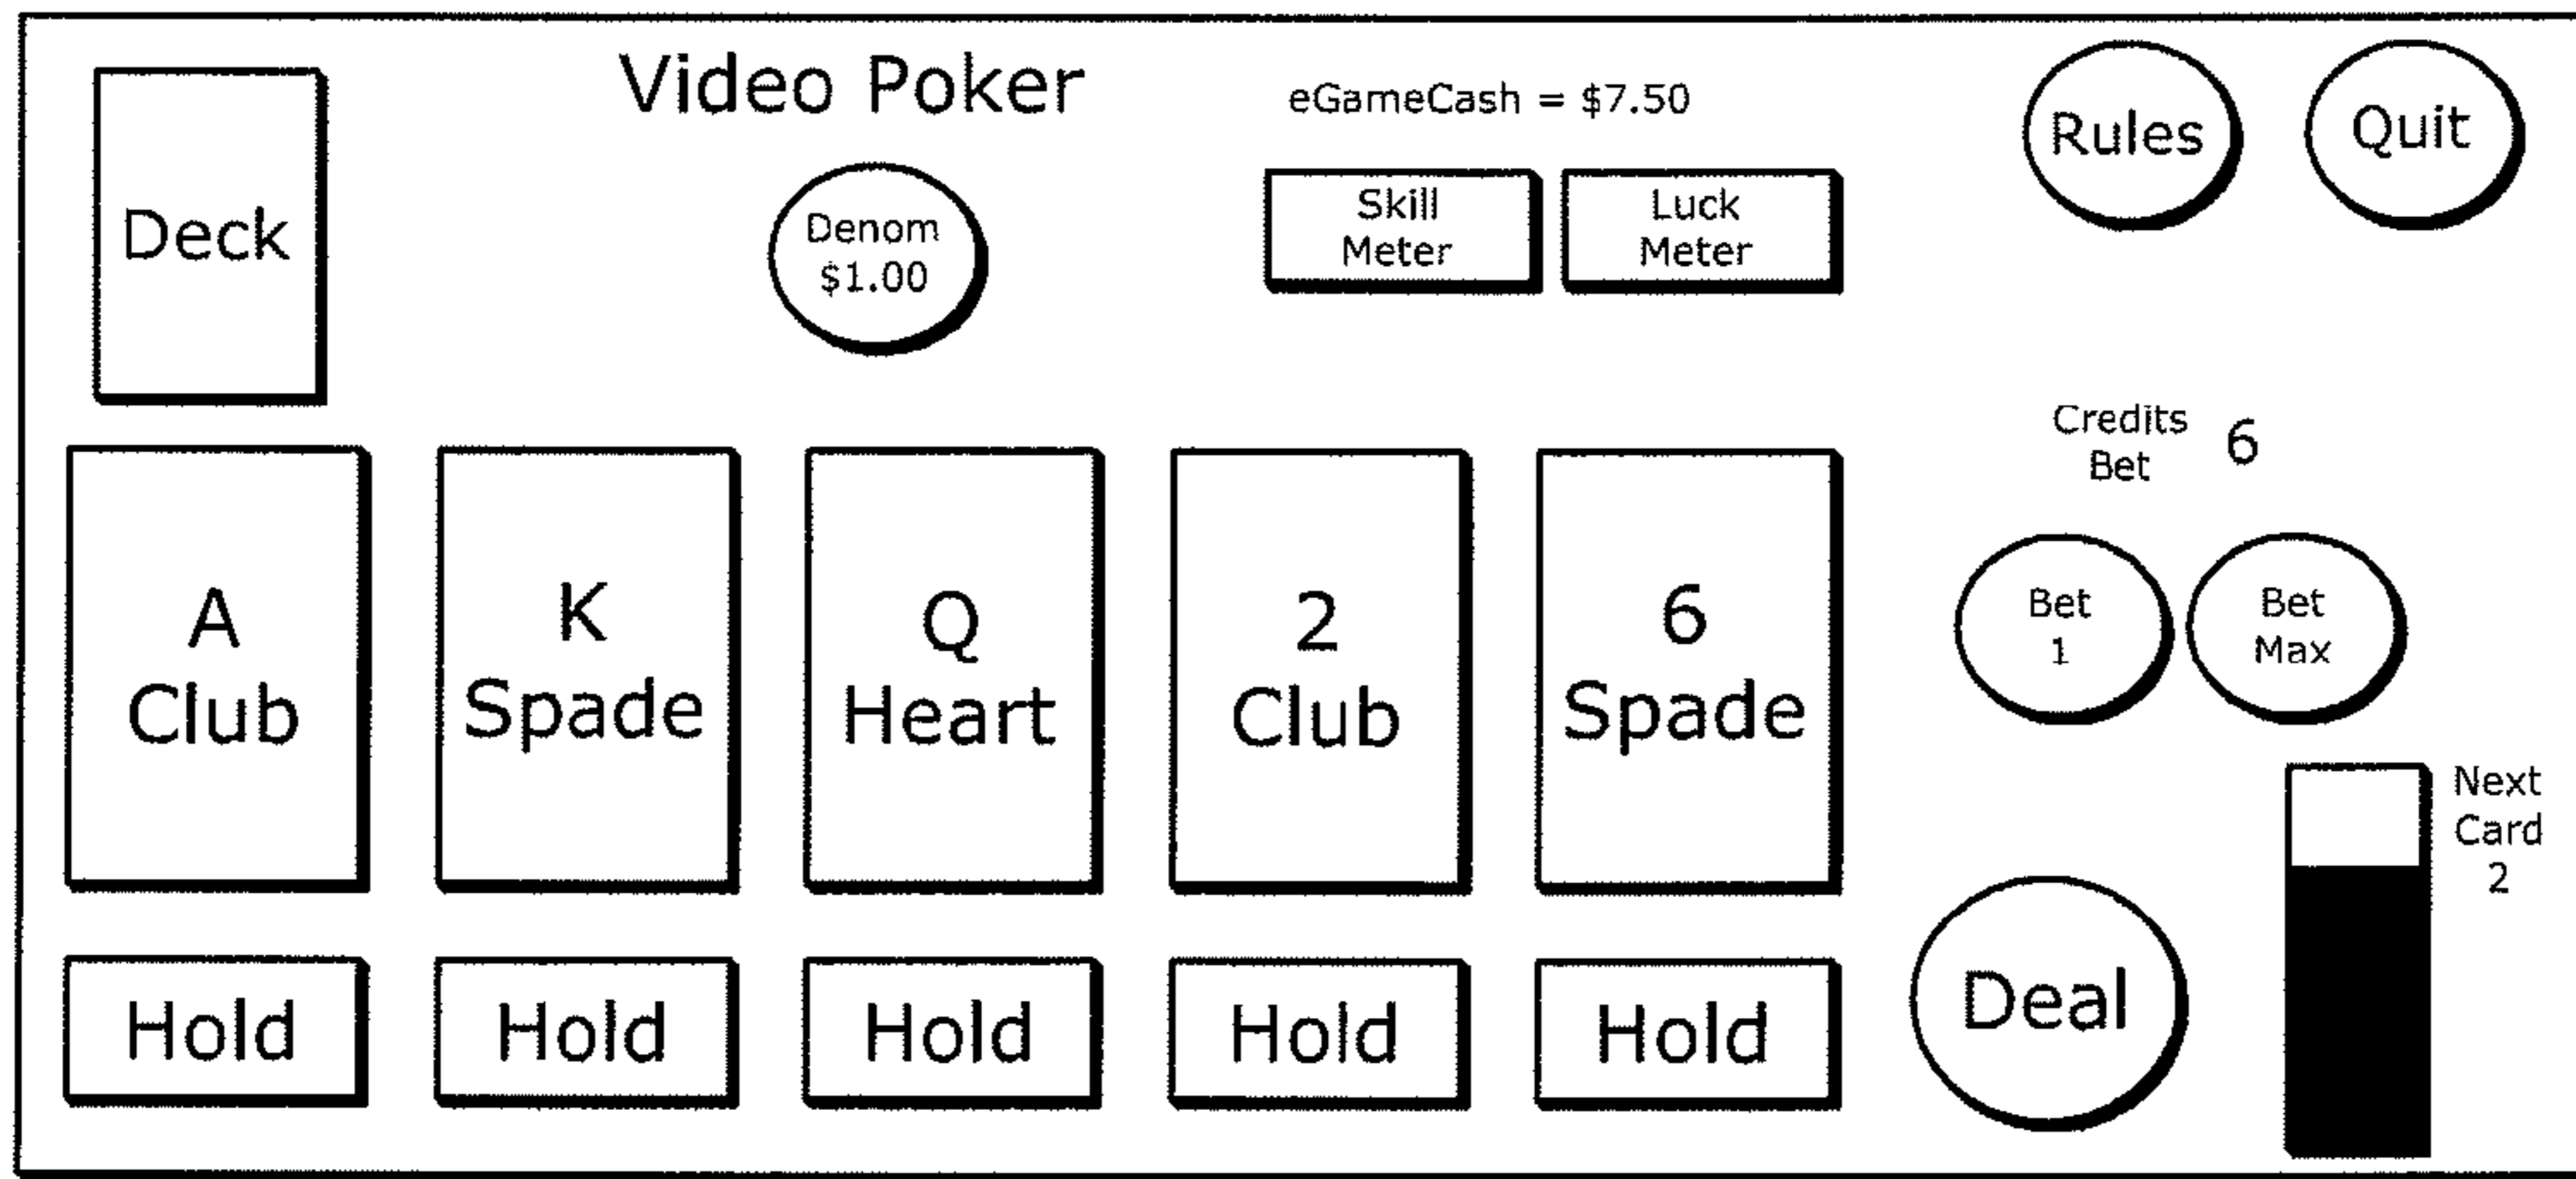 Video Poker
eGameCash = $7.50
Rules
Quit
Deck
Denom
$1.00
Skill
Meter
Luck
Meter
Credits
Bet
6
A
Club
K
Spade
Q
Heart
2
Club
6
Spade
Bet
1
Bet
Max
Next
Card
2
Hold
Hold
Hold
Hold
Hold
Deal